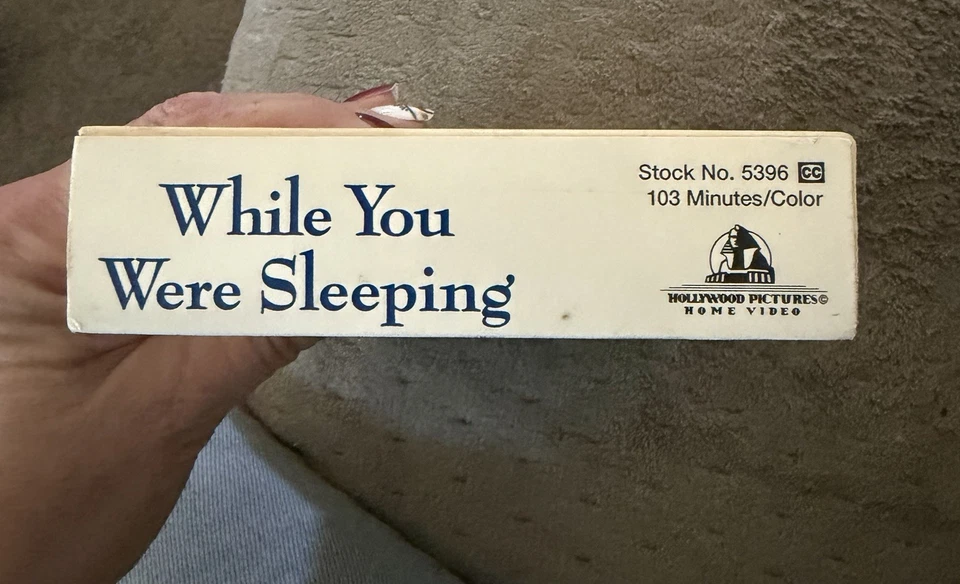 While You
Were Sleeping
Stock No. 5396 CC
103 Minutes/Color
HOLLYWOOD PICTURES©
HOME VIDEO